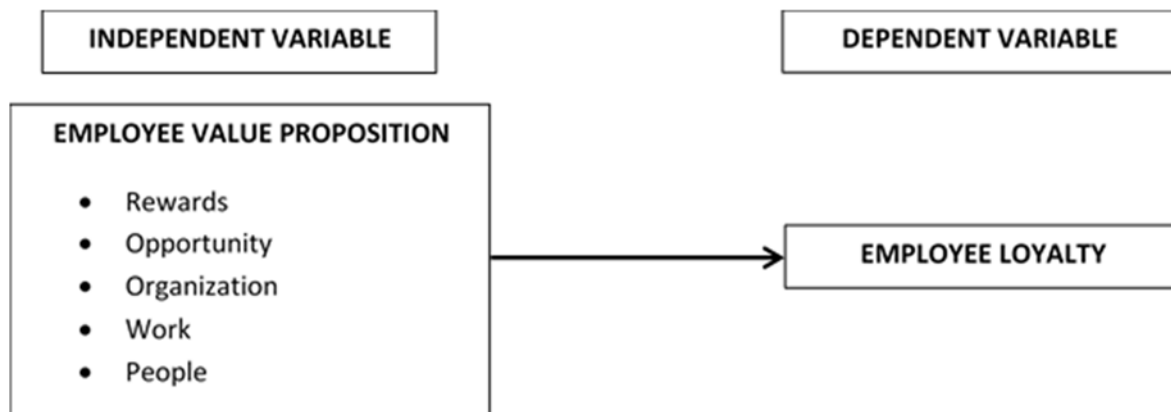 INDEPENDENT VARIABLE
DEPENDENT VARIABLE
EMPLOYEE VALUE PROPOSITION
• Rewards
• Opportunity
• Organization
• Work
• People
EMPLOYEE LOYALTY